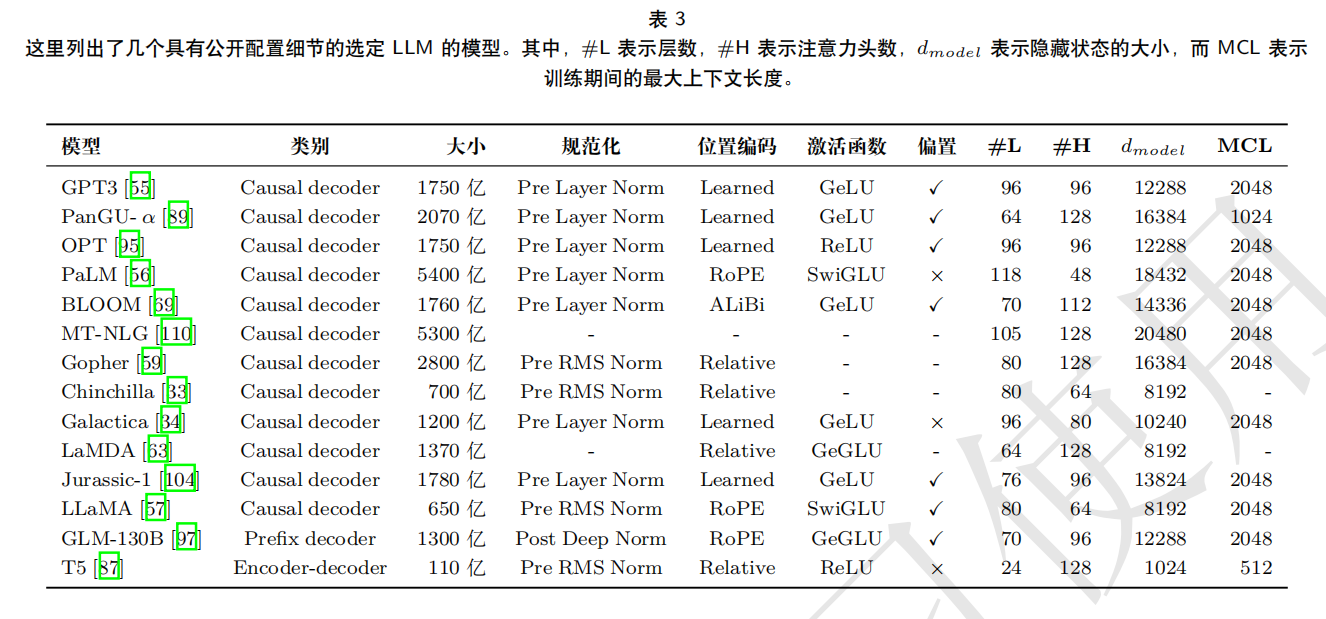 表 3
这里列出了几个具有公开配置细节的选定 LLM 的模型。其中，#L 表示层数，#H 表示注意力头数，d_model 表示隐藏状态的大小，而 MCL 表示
训练期间的最大上下文长度。
模型 类别 大小 规范化 位置编码 激活函数 偏置 #L #H d_model MCL
GPT3 [55] Causal decoder 1750 亿 Pre Layer Norm Learned GeLU ✓ 96 96 12288 2048
PanGU- α [89] Causal decoder 2070 亿 Pre Layer Norm Learned GeLU ✓ 64 128 16384 1024
OPT [95] Causal decoder 1750 亿 Pre Layer Norm Learned ReLU ✓ 96 96 12288 2048
PaLM [56] Causal decoder 5400 亿 Pre Layer Norm RoPE SwiGLU × 118 48 18432 2048
BLOOM [69] Causal decoder 1760 亿 Pre Layer Norm ALiBi GeLU ✓ 70 112 14336 2048
MT-NLG [110] Causal decoder 5300 亿 - - - - 105 128 20480 2048
Gopher [59] Causal decoder 2800 亿 Pre RMS Norm Relative - - 80 128 16384 2048
Chinchilla [33] Causal decoder 700 亿 Pre RMS Norm Relative - - 80 64 8192 -
Galactica [34] Causal decoder 1200 亿 Pre Layer Norm Learned GeLU × 96 80 10240 2048
LaMDA [63] Causal decoder 1370 亿 - Relative GeGLU - 64 128 8192 -
Jurassic-1 [104] Causal decoder 1780 亿 Pre Layer Norm Learned GeLU ✓ 76 96 13824 2048
LLaMA [57] Causal decoder 650 亿 Pre RMS Norm RoPE SwiGLU ✓ 80 64 8192 2048
GLM-130B [97] Prefix decoder 1300 亿 Post Deep Norm RoPE GeGLU ✓ 70 96 12288 2048
T5 [87] Encoder-decoder 110 亿 Pre RMS Norm Relative ReLU × 24 128 1024 512
使用